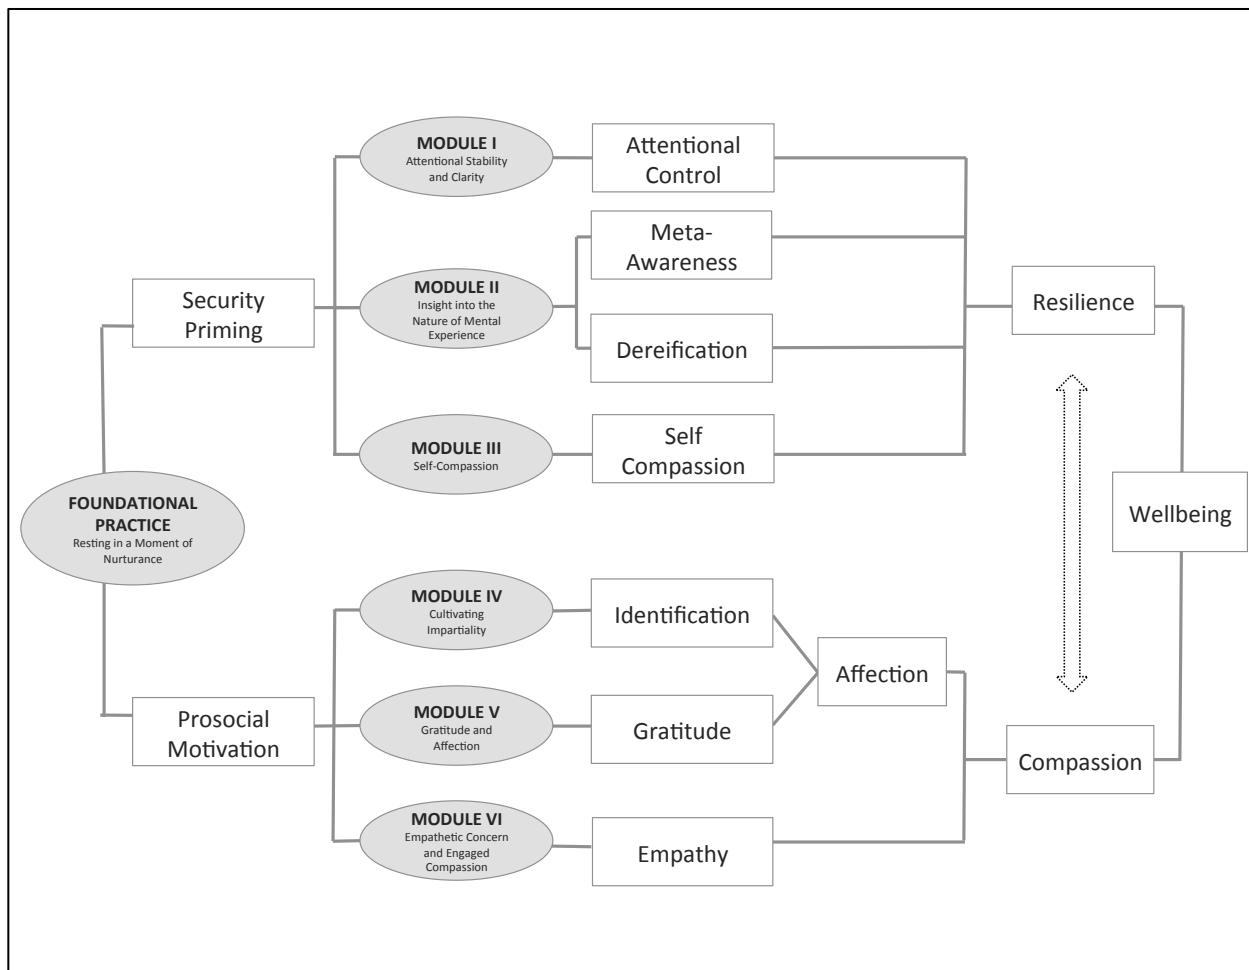 MODULE I
Attentional Stability
and Clarity
Attentional
Control
Meta-
Awareness
MODULE II
Insight into the
Nature of Mental
Experience
Security
Priming
Resilience
Dereification
MODULE III
Self-Compassion
Self
Compassion
FOUNDATIONAL
PRACTICE
Resting in a Moment of
Nurturance
Wellbeing
MODULE IV
Cultivating
Impartiality
Identification
Affection
Prosocial
Motivation
MODULE V
Gratitude and
Affection
Gratitude
Compassion
MODULE VI
Empathetic Concern
and Engaged
Compassion
Empathy